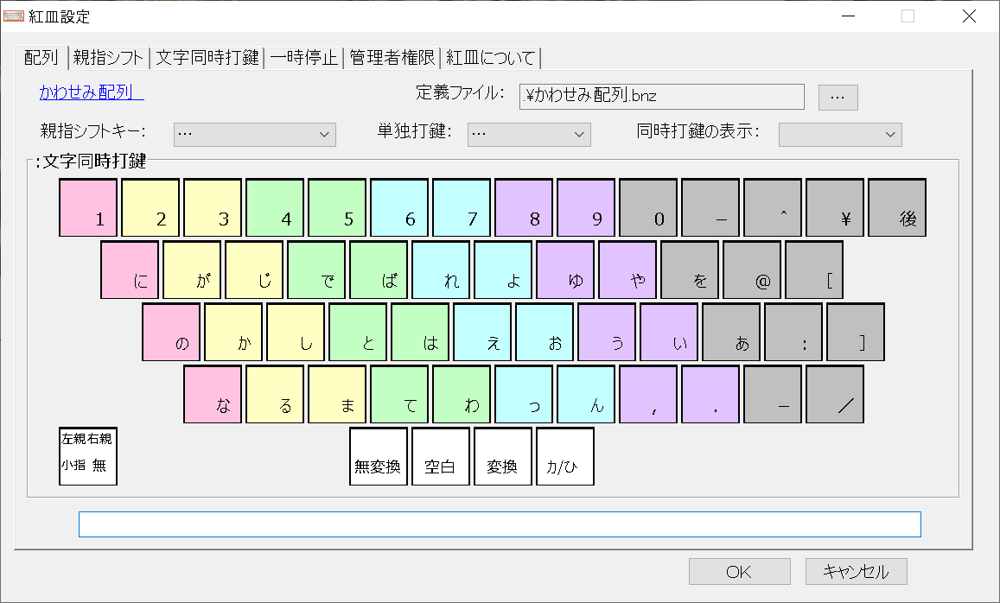 紅皿設定
配列 親指シフト 文字同時打鍵 一時停止 管理者権限 紅皿について
かわせみ配列 定義ファイル: .¥かわせみ配列.bnz ...
親指シフトキー: ... 単独打鍵: ... 同時打鍵の表示:
:文字同時打鍵
1 2 3 4 5 6 7 8 9 0 − ^ ¥ 後
に が じ で ば れ ょ ゆ や を @ [
の か し と は え お う い あ : ]
な る ま て わ っ ん , . − ／
左親右親
小指 無 無変換 空白 変換 カ/ひ
OK キャンセル